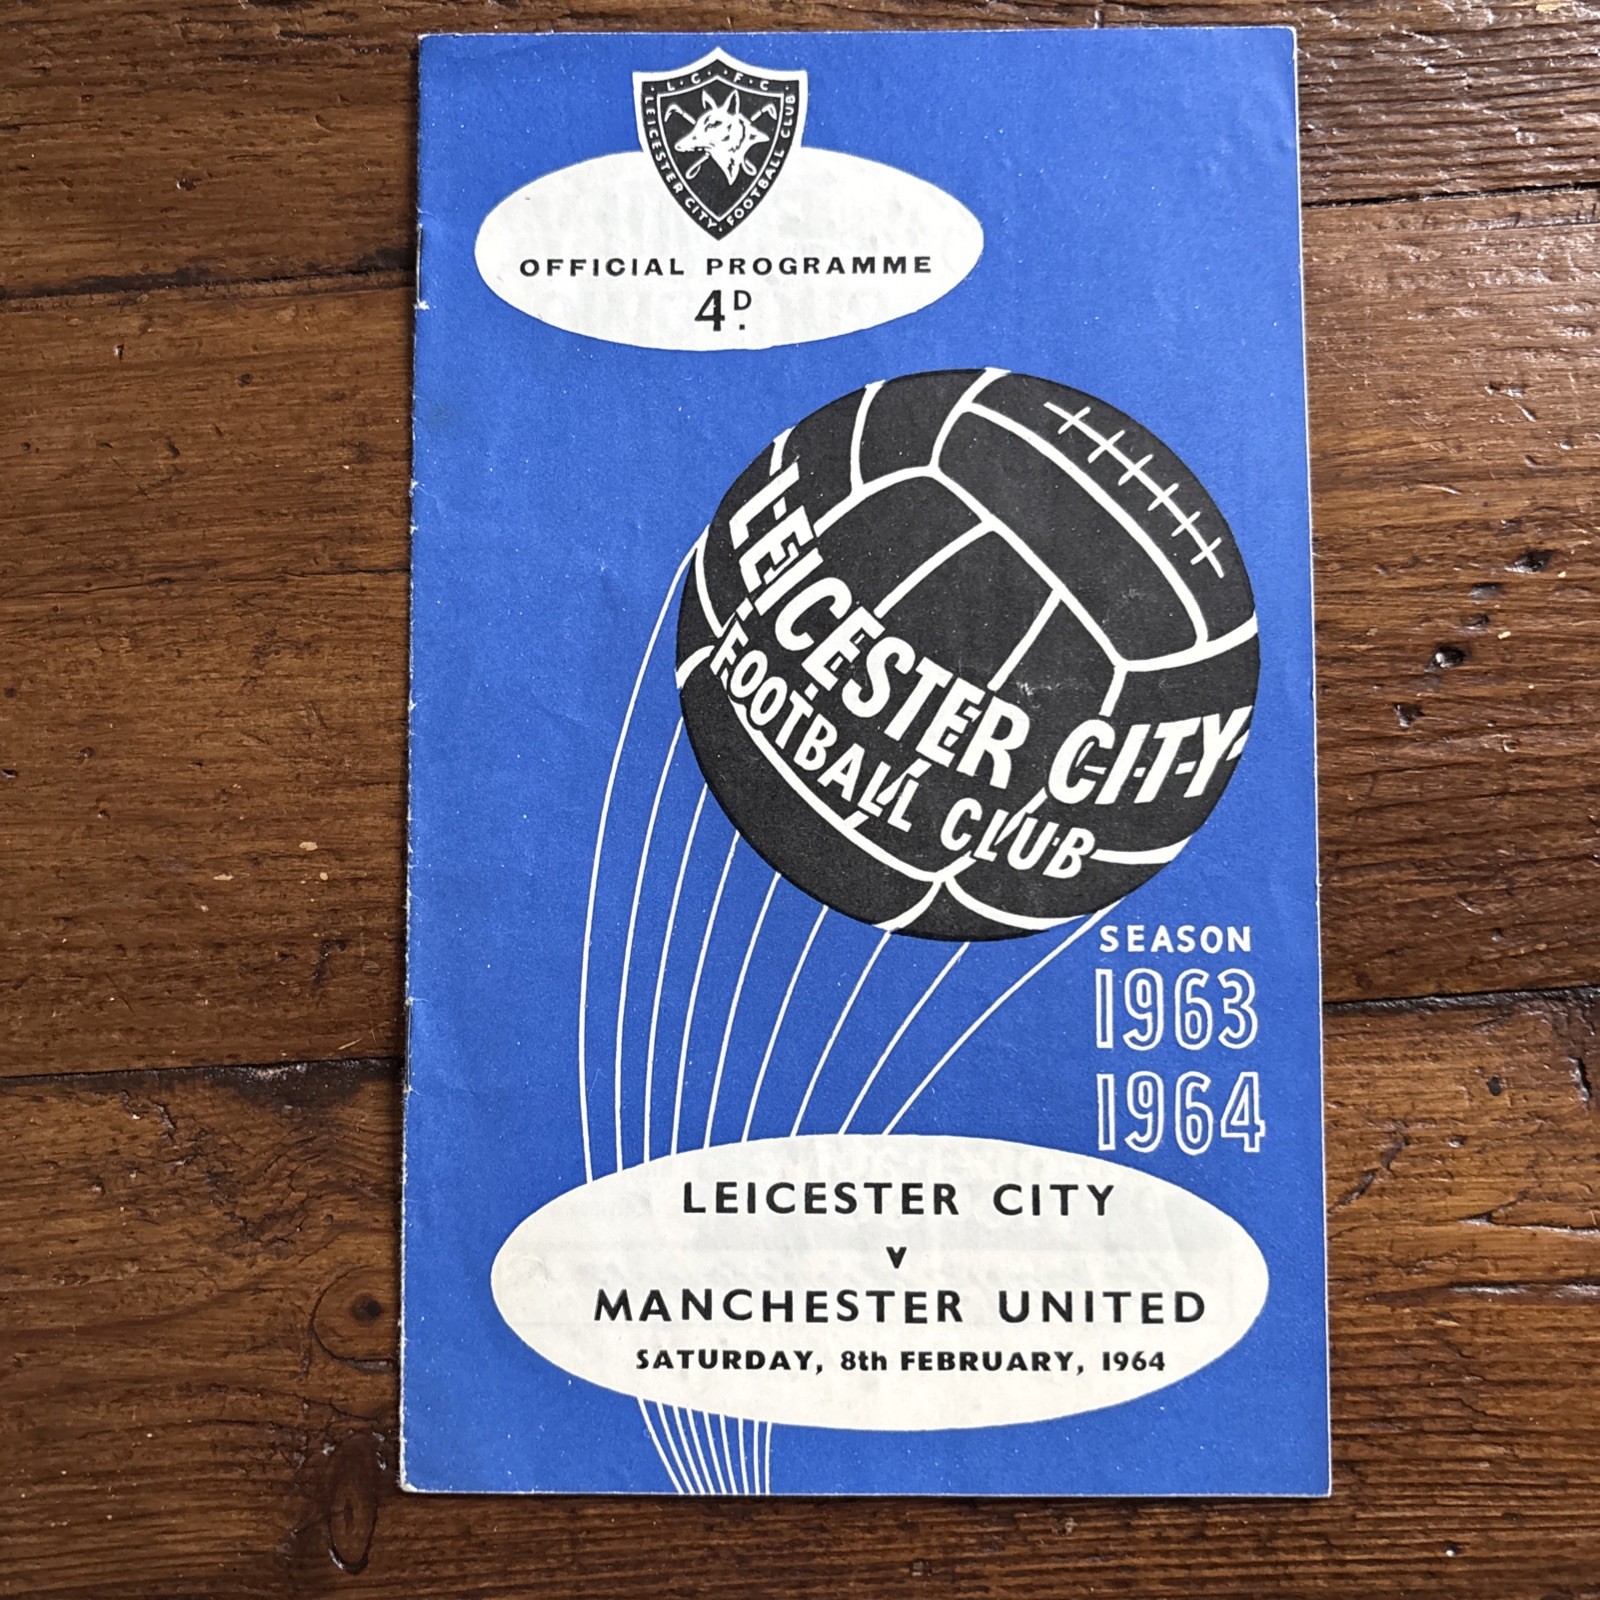 L·C·F·C
LEICESTER CITY FOOTBALL CLUB
OFFICIAL PROGRAMME
4D.
LEICESTER CITY
FOOTBALL CLUB
SEASON
1963
1964
LEICESTER CITY
V
MANCHESTER UNITED
SATURDAY, 8th FEBRUARY, 1964